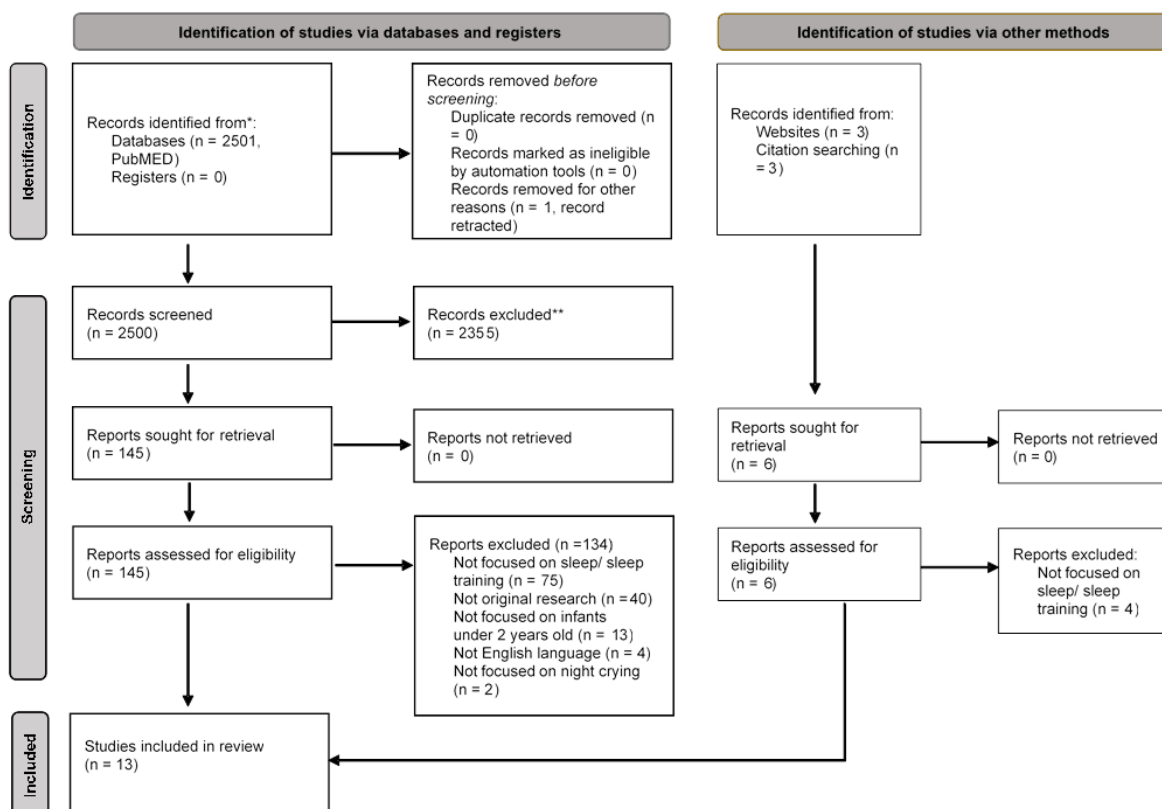 Identification of studies via databases and registers
Identification of studies via other methods
Identification
Records identified from*:
Databases (n = 2501,
PubMED)
Registers (n = 0)
Records removed before
screening:
Duplicate records removed (n
= 0)
Records marked as ineligible
by automation tools (n = 0)
Records removed for other
reasons (n = 1, record
retracted)
Records identified from:
Websites (n = 3)
Citation searching (n
= 3)
Screening
Records screened
(n = 2500)
Records excluded**
(n = 2355)
Reports sought for retrieval
(n = 145)
Reports not retrieved
(n = 0)
Reports sought for
retrieval
(n = 6)
Reports not retrieved
(n = 0)
Reports assessed for eligibility
(n = 145)
Reports excluded (n =134)
Not focused on sleep/ sleep
training (n = 75)
Not original research (n =40)
Not focused on infants
under 2 years old (n = 13)
Not English language (n = 4)
Not focused on night crying
(n = 2)
Reports assessed for
eligibility
(n = 6)
Reports excluded:
Not focused on
sleep/ sleep
training (n = 4)
Included
Studies included in review
(n = 13)